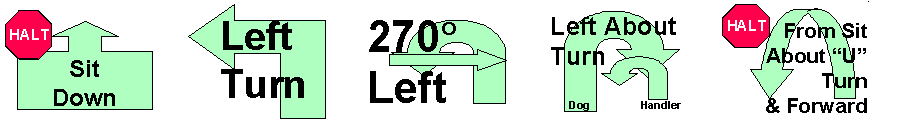 HALT
Sit
Down
Left
Turn
270°
Left
Left About
Turn
Dog
Handler
HALT
From Sit
About “U”
Turn
& Forward